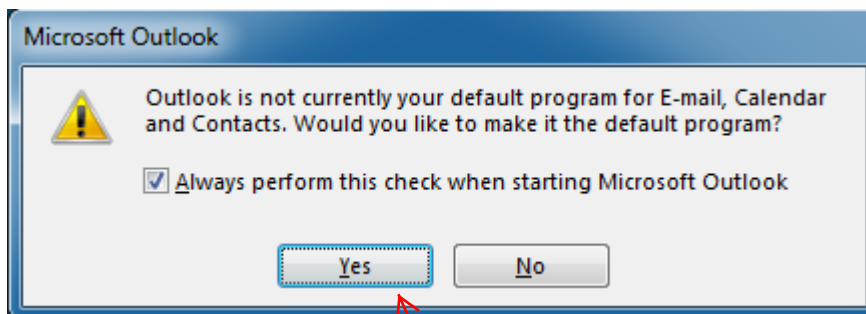 Microsoft Outlook
Outlook is not currently your default program for E-mail, Calendar
and Contacts. Would you like to make it the default program?
Always perform this check when starting Microsoft Outlook
Yes No